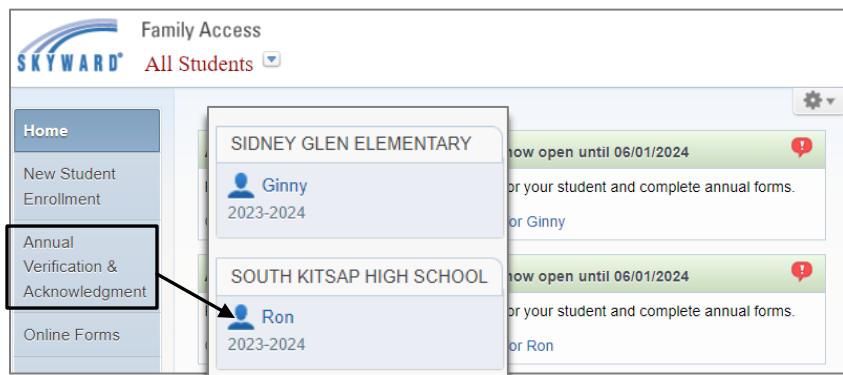 Family Access
SKYWARD®
All Students
Home
New Student
Enrollment
Annual
Verification &
Acknowledgment
Online Forms
SIDNEY GLEN ELEMENTARY
Ginny
2023-2024
SOUTH KITSAP HIGH SCHOOL
Ron
2023-2024
now open until 06/01/2024
for your student and complete annual forms.
or Ginny
now open until 06/01/2024
for your student and complete annual forms.
or Ron